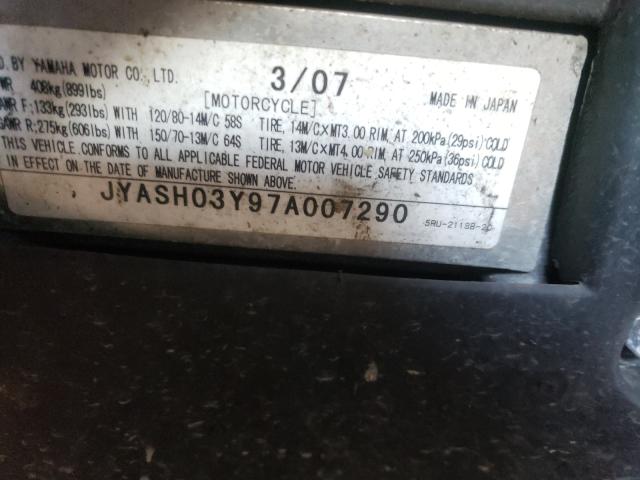 D. BY YAMAHA MOTOR CO., LTD. 3/07
WR 408kg(899lbs) [MOTORCYCLE] MADE IN JAPAN
AWR F:133kg(293lbs)WITH 120/80-14M/C 58S TIRE, 14M/C×MT3.00 RIM, AT 200kPa(29psi)COLD
AWR R:275kg(606lbs)WITH 150/70-13M/C 64S TIRE, 13M/C×MT4.00 RIM, AT 250kPa(36psi)COLD
THIS VEHICLE CONFORMS TO ALL APPLICABLE FEDERAL MOTOR VEHICLE SAFETY STANDARDS
IN EFFECT ON THE DATE OF MANUFACTURE SHOWN ABOVE.
JYASH03Y97A007290
5RU-2118B-20